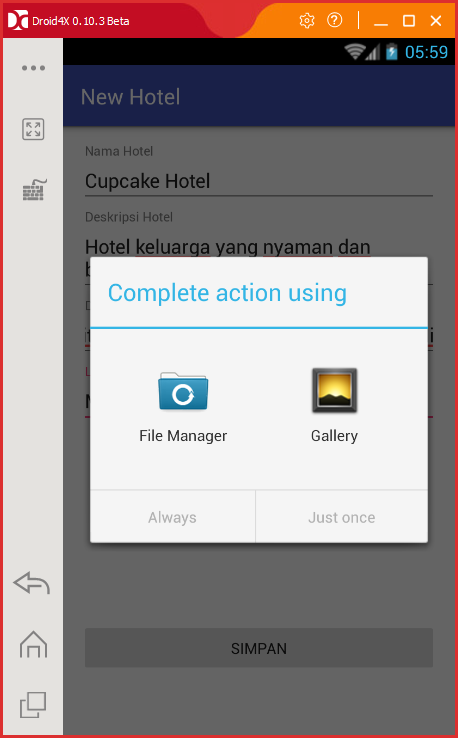 Droid4X 0.10.3 Beta
05:59
New Hotel
Nama Hotel
Cupcake Hotel
Deskripsi Hotel
Hotel keluarga yang nyaman dan
Complete action using
File Manager
Gallery
Always
Just once
SIMPAN